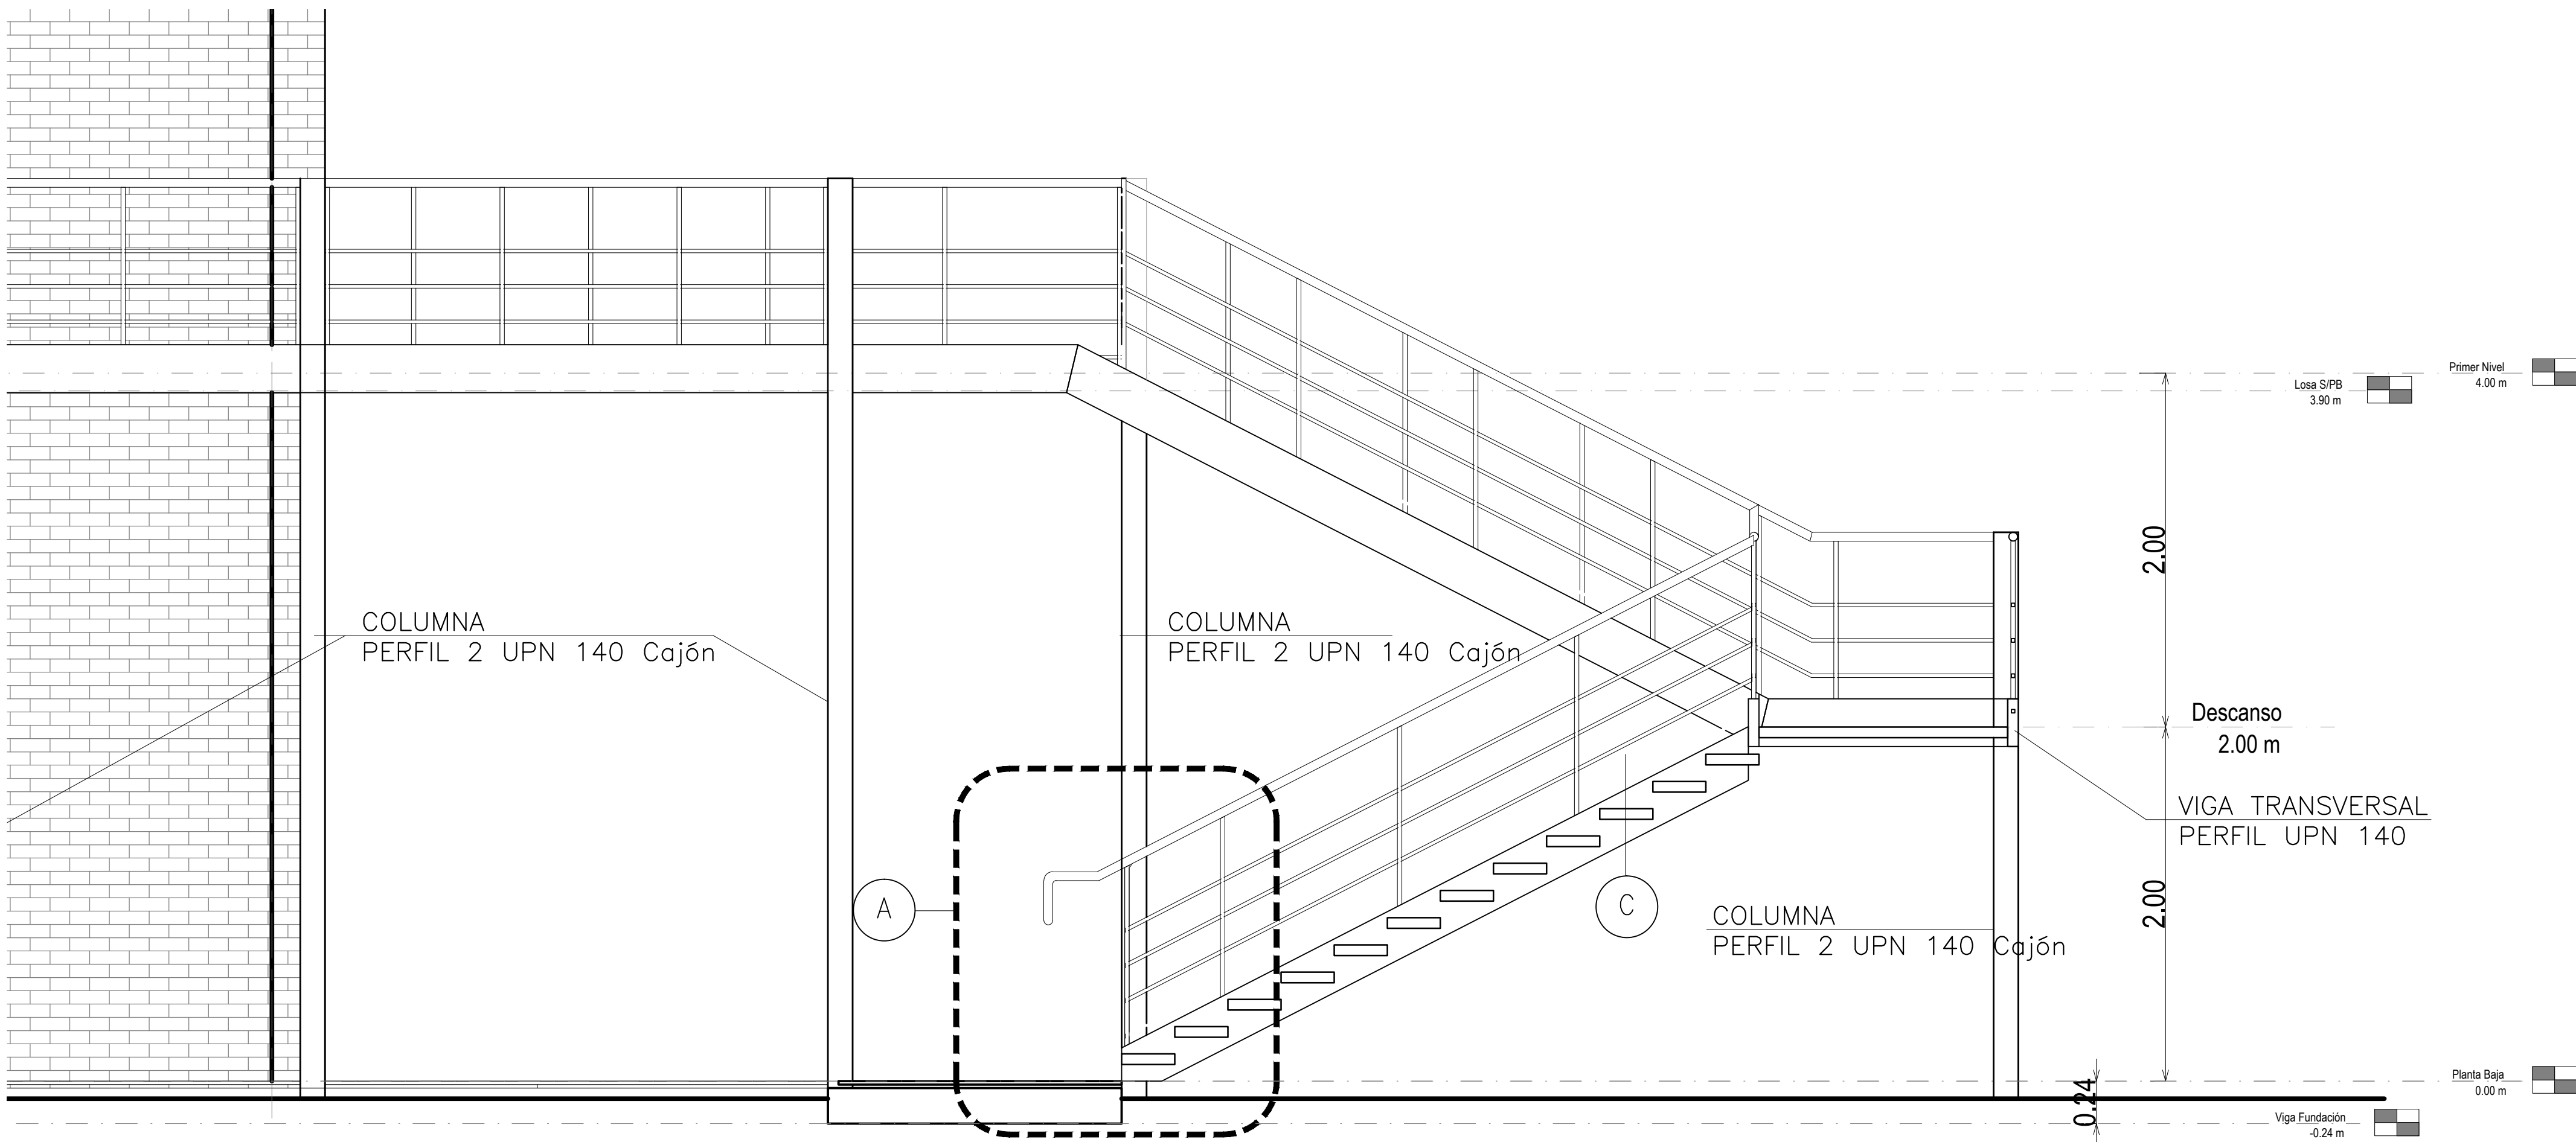 Primer Nivel
4.00 m
Losa S/PB
3.90 m
2.00
COLUMNA
PERFIL 2 UPN 140 Cajón
COLUMNA
PERFIL 2 UPN 140 Cajón
Descanso
2.00 m
VIGA TRANSVERSAL
PERFIL UPN 140
A
C
2.00
COLUMNA
PERFIL 2 UPN 140 Cajón
Planta Baja
0.00 m
0.24
Viga Fundación
-0.24 m